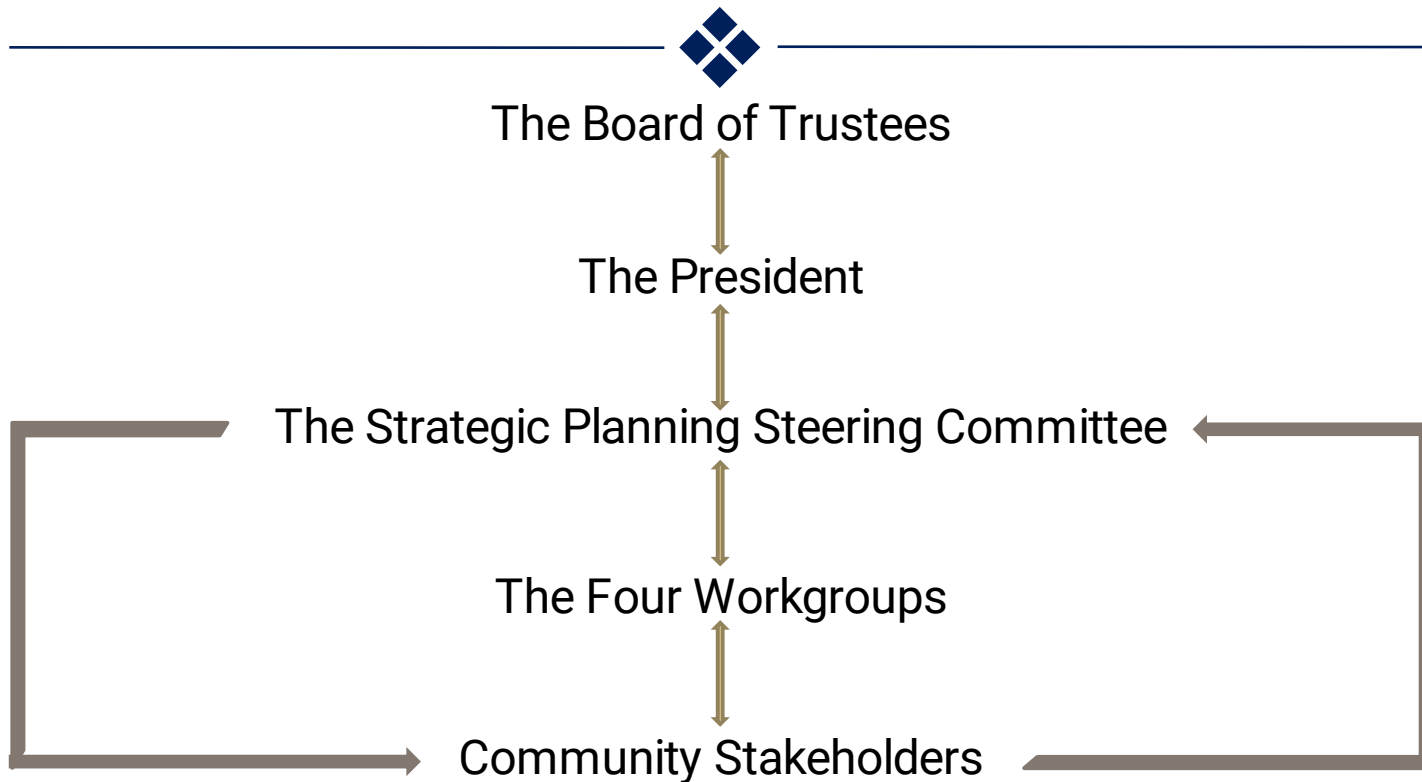 The Board of Trustees
The President
The Strategic Planning Steering Committee
The Four Workgroups
Community Stakeholders